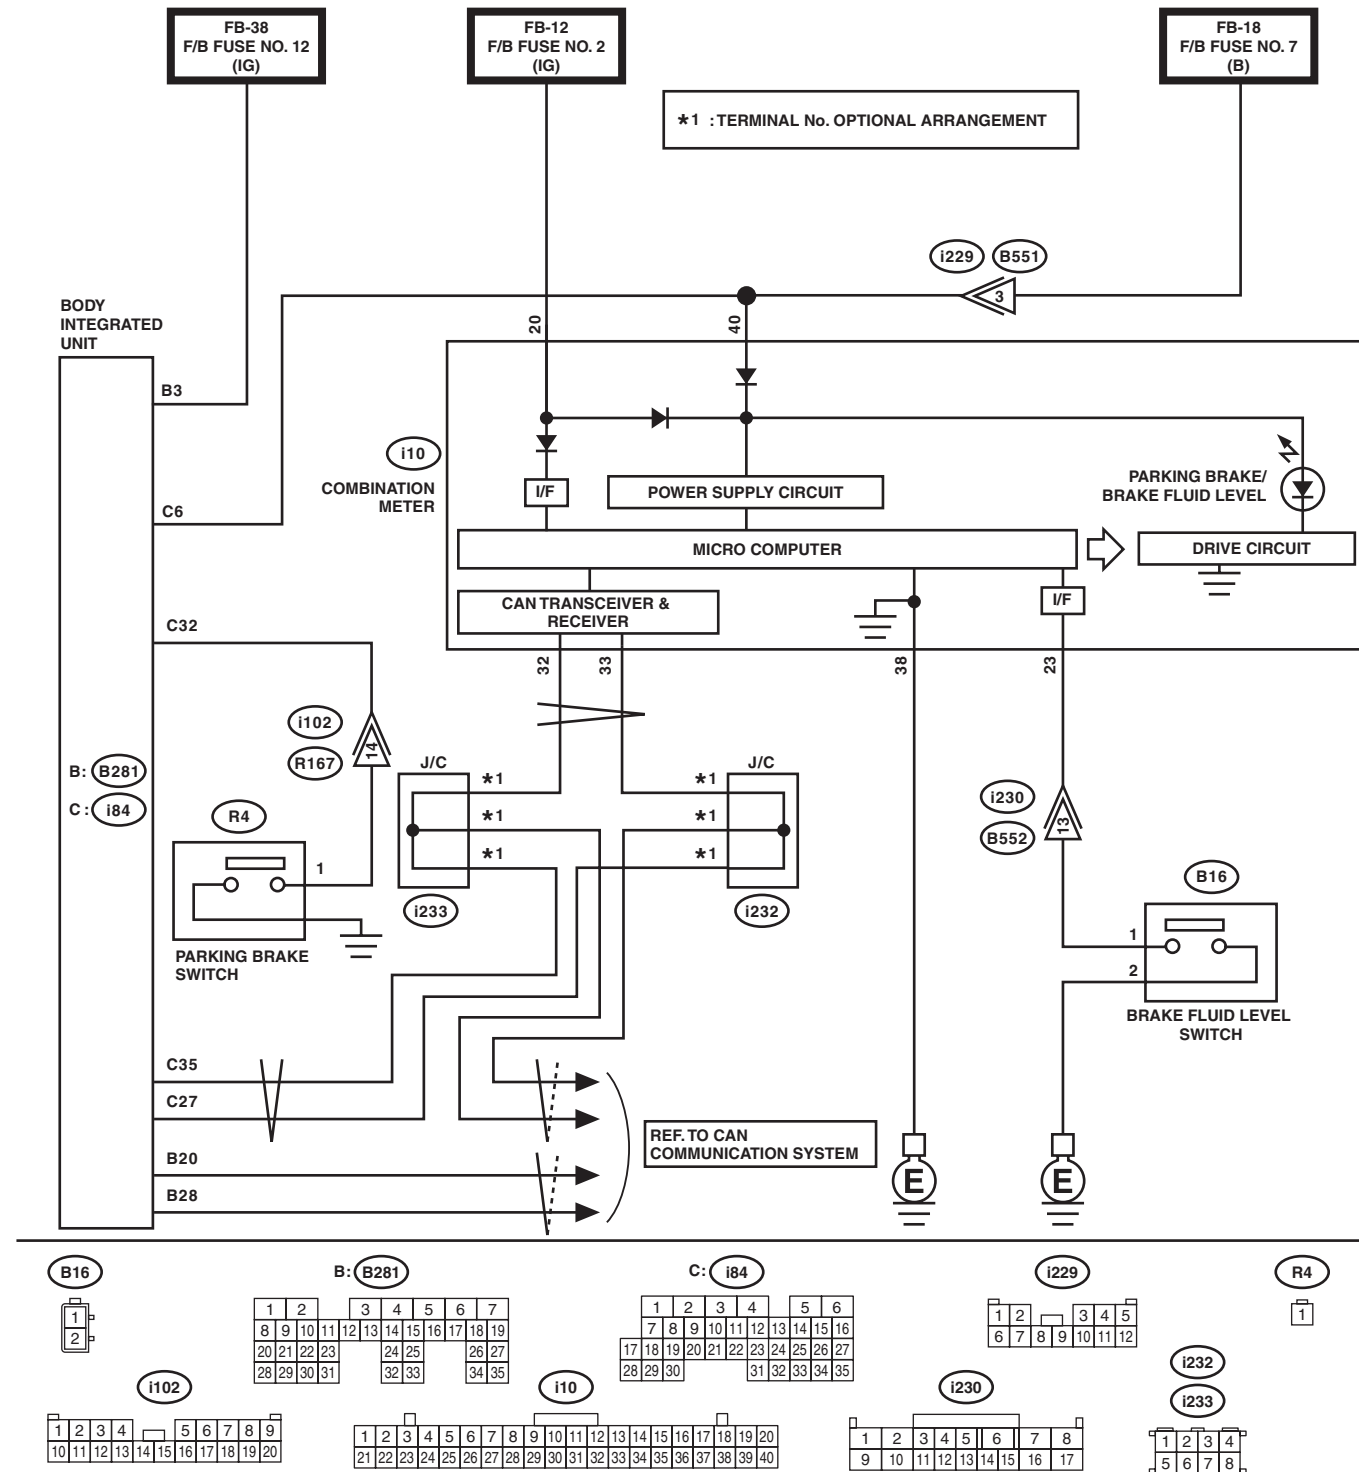 FB-38
F/B FUSE NO. 12
(IG)
FB-12
F/B FUSE NO. 2
(IG)
FB-18
F/B FUSE NO. 7
(B)
*1 : TERMINAL No. OPTIONAL ARRANGEMENT
i229 B551
3
BODY
INTEGRATED
UNIT
20
40
B3
i10
COMBINATION
METER
I/F
POWER SUPPLY CIRCUIT
PARKING BRAKE/
BRAKE FLUID LEVEL
C6
MICRO COMPUTER
DRIVE CIRCUIT
CAN TRANSCEIVER &
RECEIVER
I/F
C32
32
33
38
23
i102
R167
14
J/C
J/C
B: B281
C: i84
*1
*1
*1
*1
*1
*1
i230
B552
13
R4
1
i233
i232
B16
1
2
PARKING BRAKE
SWITCH
BRAKE FLUID LEVEL
SWITCH
C35
C27
B20
B28
REF. TO CAN
COMMUNICATION SYSTEM
E
E
B16
1
2
B: B281
1 2 3 4 5 6 7
8 9 10 11 12 13 14 15 16 17 18 19
20 21 22 23 24 25 26 27
28 29 30 31 32 33 34 35
C: i84
1 2 3 4 5 6
7 8 9 10 11 12 13 14 15 16
17 18 19 20 21 22 23 24 25 26 27
28 29 30 31 32 33 34 35
i229
1 2 3 4 5
6 7 8 9 10 11 12
R4
1
i102
1 2 3 4 5 6 7 8 9
10 11 12 13 14 15 16 17 18 19 20
i10
1 2 3 4 5 6 7 8 9 10 11 12 13 14 15 16 17 18 19 20
21 22 23 24 25 26 27 28 29 30 31 32 33 34 35 36 37 38 39 40
i230
1 2 3 4 5 6 7 8
9 10 11 12 13 14 15 16 17
i232
i233
1 2 3 4
5 6 7 8